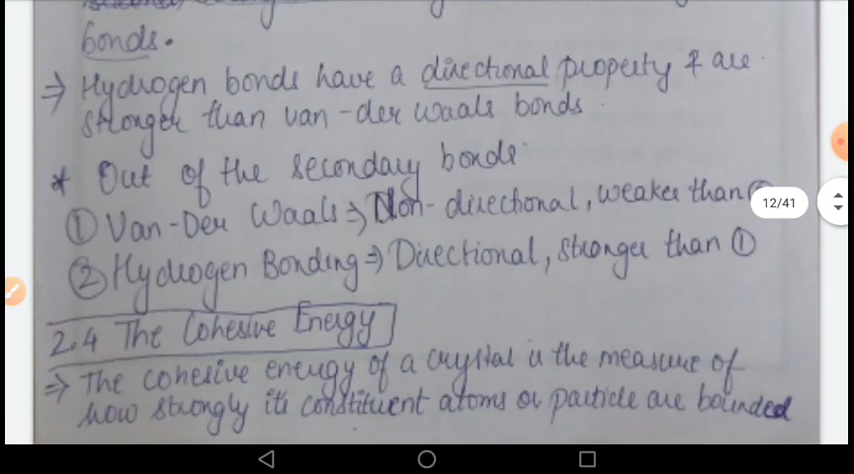 bonds.
⇒ Hydrogen bonds have a directional property & are
stronger than van-der waals bonds
* Out of the secondary bonds
① Van-Der Waals ⇒ Non-directional, weaker than
12/41
② Hydrogen Bonding ⇒ Directional, stronger than ①
2.4 The Cohesive Energy
⇒ The cohesive energy of a crystal is the measure of
how strongly its constituent atoms or particle are bounded